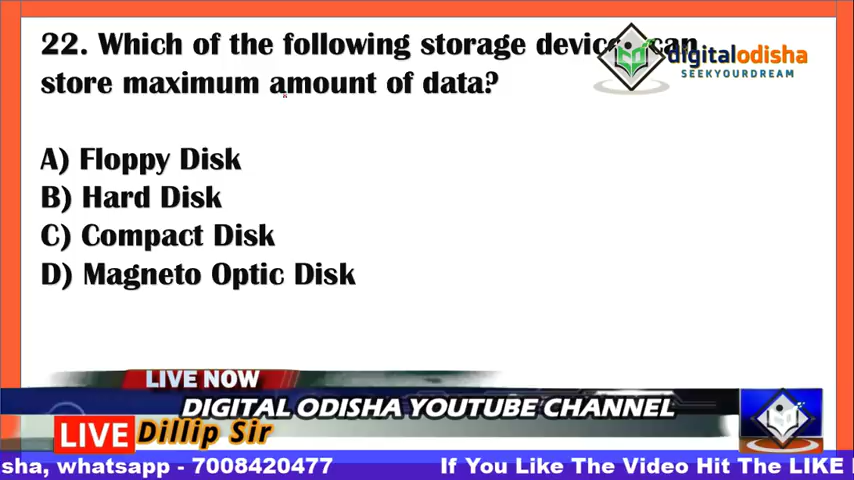 22. Which of the following storage devices can
store maximum amount of data?
digitalodisha
SEEKYOURDREAM
A) Floppy Disk
B) Hard Disk
C) Compact Disk
D) Magneto Optic Disk
LIVE NOW
DIGITAL ODISHA YOUTUBE CHANNEL
LIVE Dillip Sir
sha, whatsapp - 7008420477 If You Like The Video Hit The LIKE